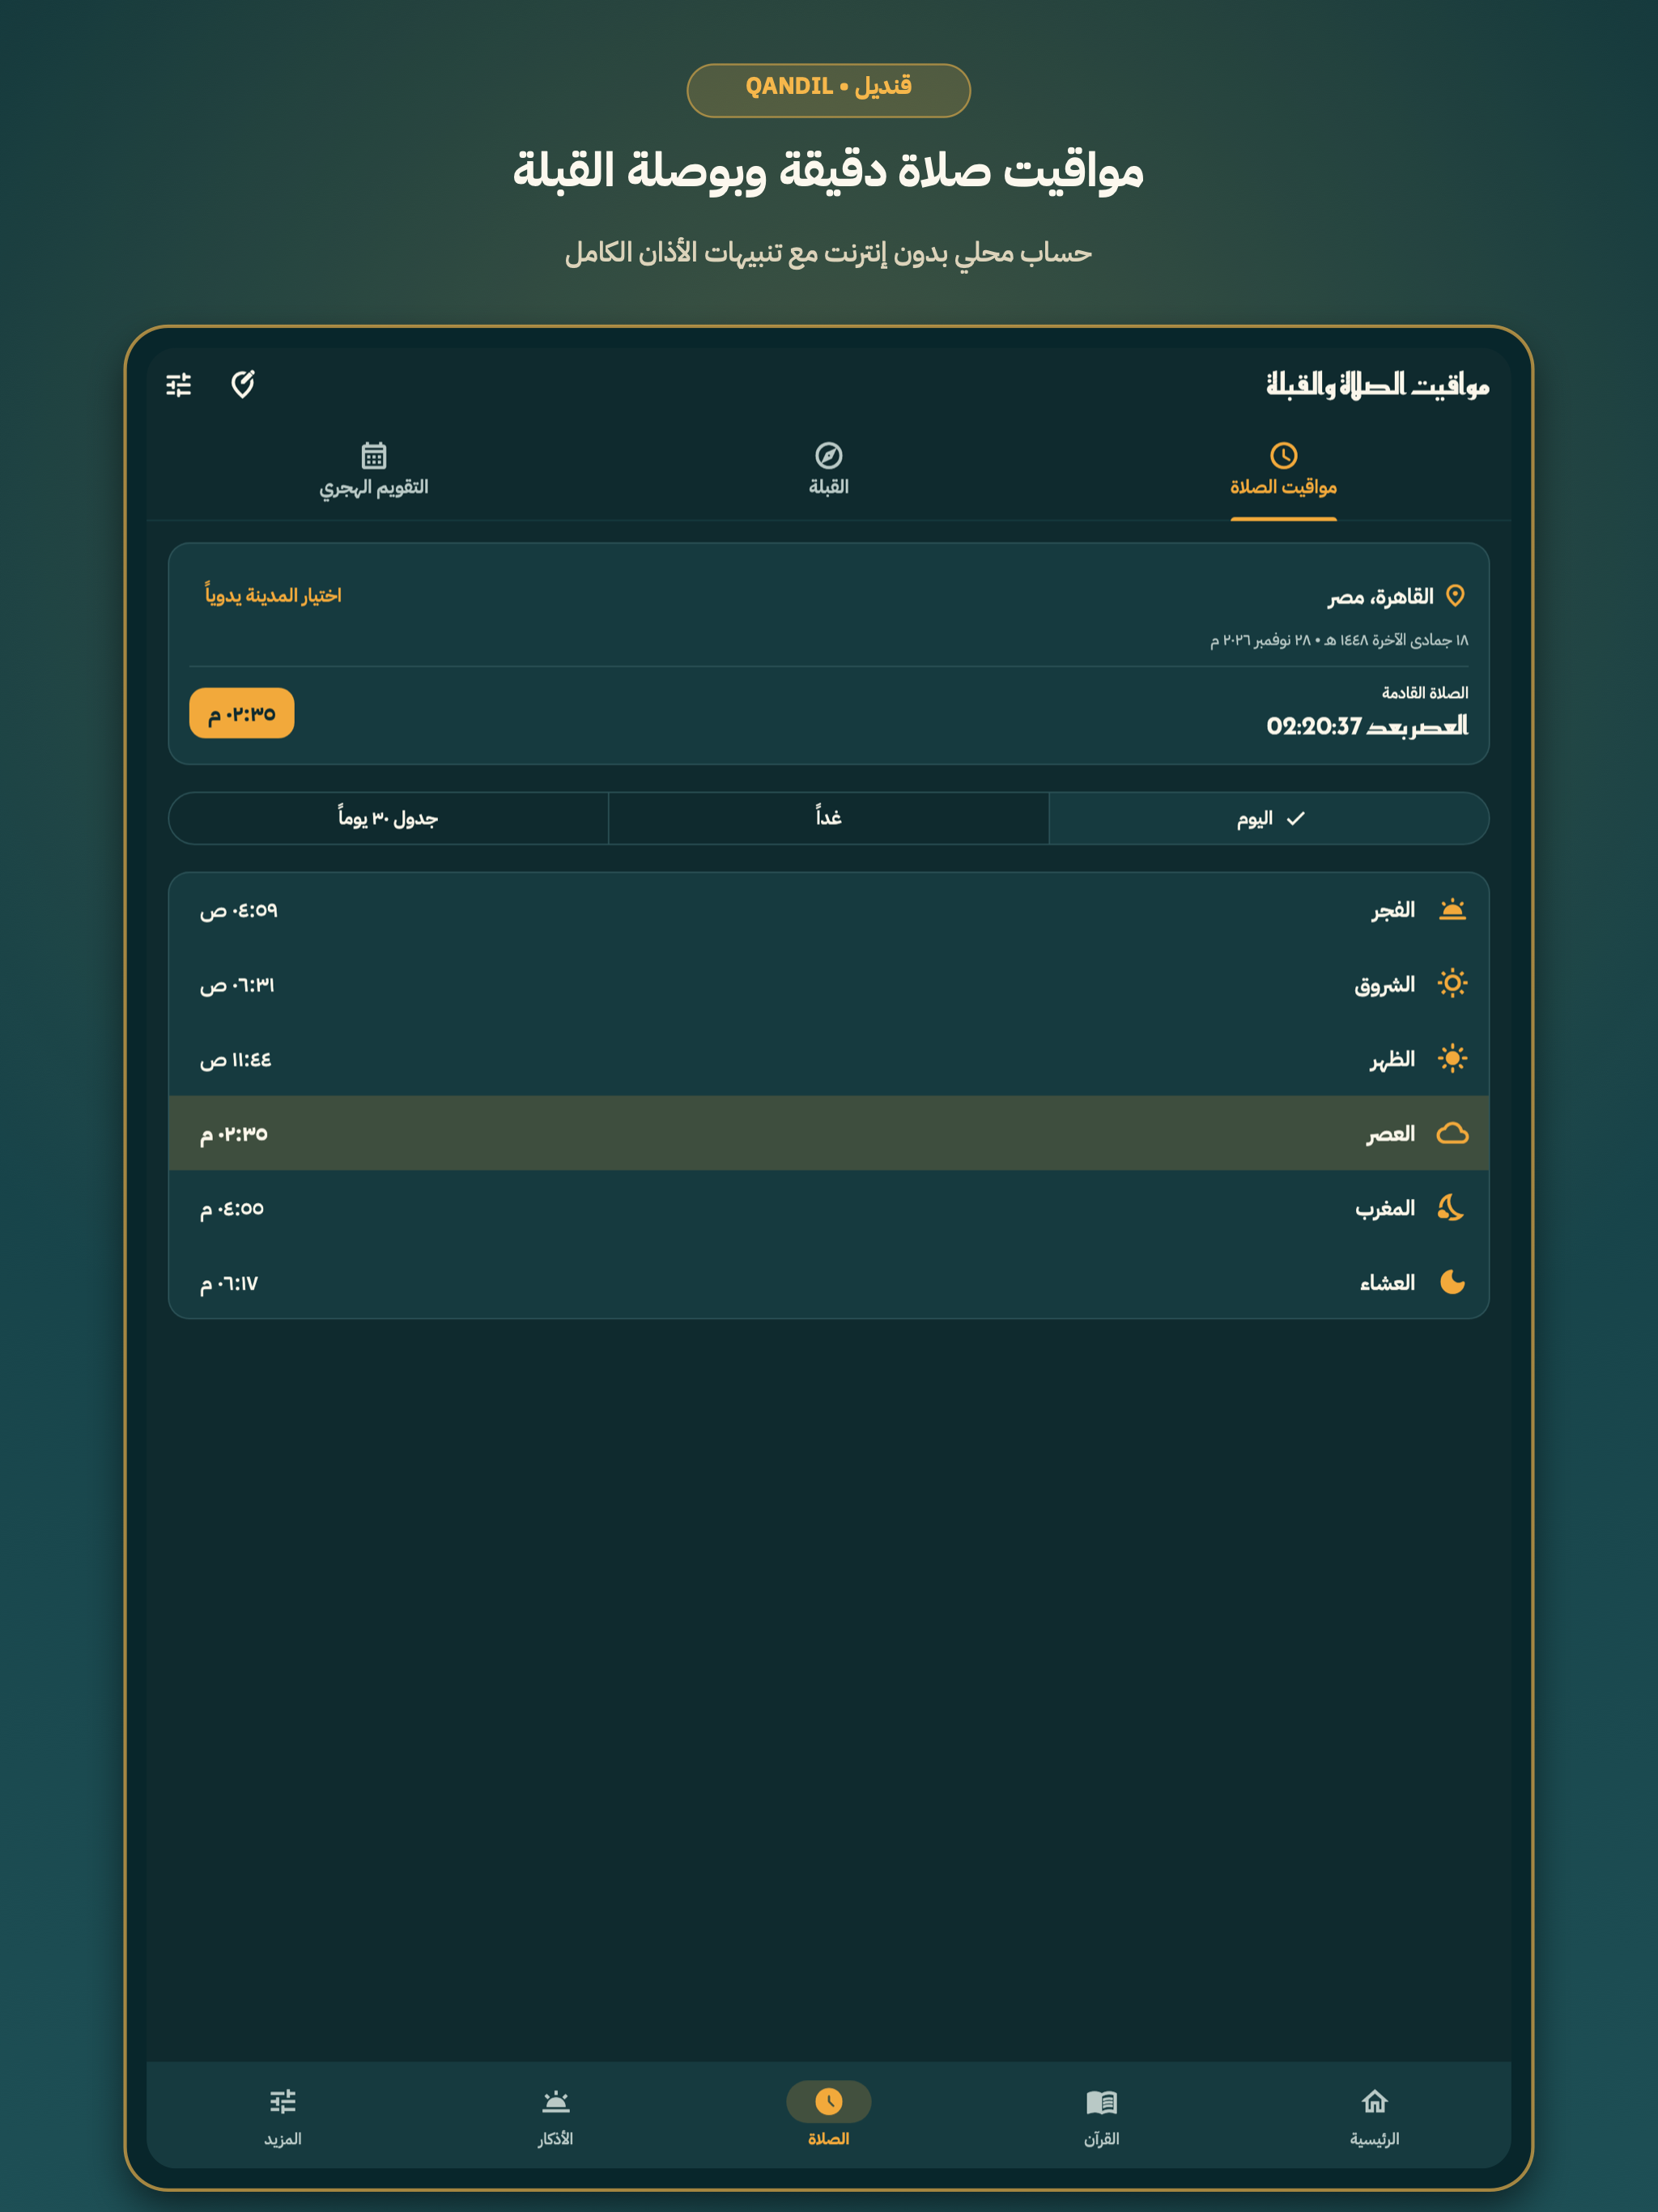 قنديل • QANDIL
مواقيت صلاة دقيقة وبوصلة القبلة
حساب محلي بدون إنترنت مع تنبيهات الأذان الكامل
مواقيت الصلاة والقبلة
مواقيت الصلاة
القبلة
التقويم الهجري
القاهرة، مصر
اختيار المدينة يدوياً
١٨ جمادى الآخرة ١٤٤٨ هـ • ٢٨ نوفمبر ٢٠٢٦ م
الصلاة القادمة
العصر بعد 02:20:37
٠٢:٣٥ م
اليوم
غداً
جدول ٣٠ يوماً
الفجر ٠٤:٥٩ ص
الشروق ٠٦:٣١ ص
الظهر ١١:٤٤ ص
العصر ٠٢:٣٥ م
المغرب ٠٤:٥٥ م
العشاء ٠٦:١٧ م
الرئيسية
القرآن
الصلاة
الأذكار
المزيد